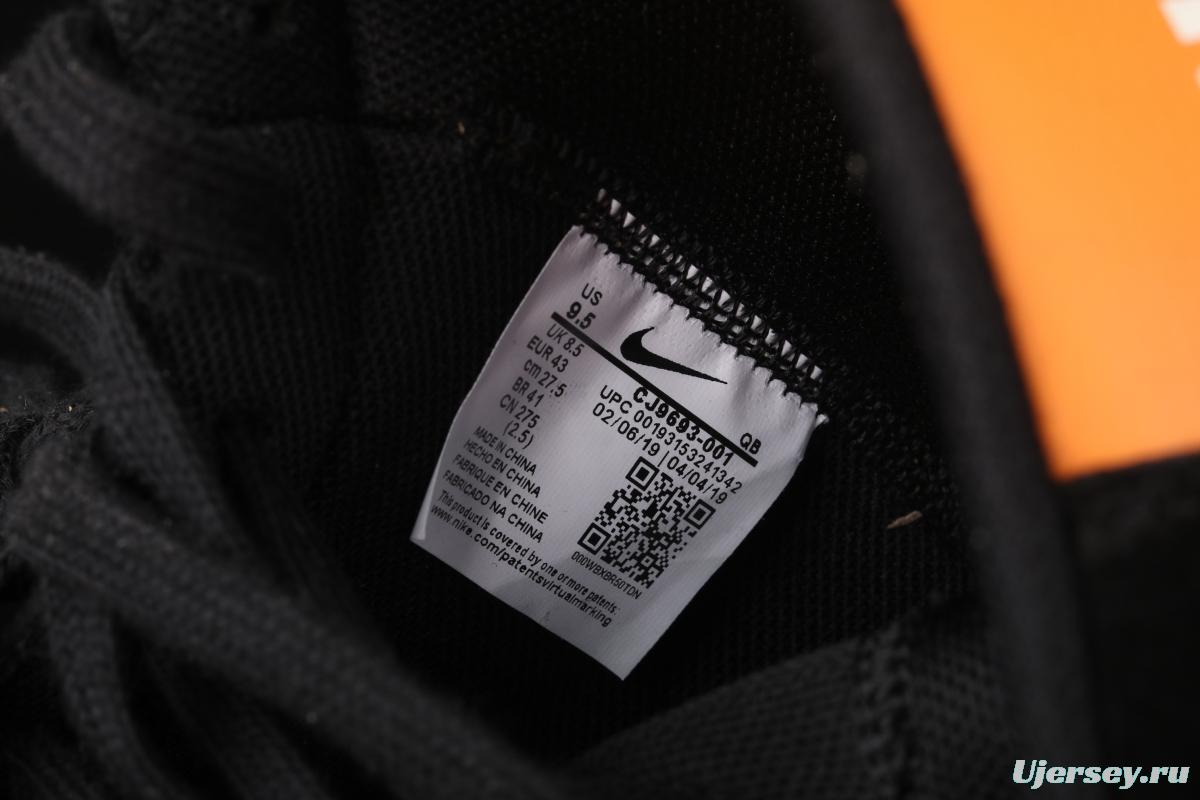 US
9.5
UK 8.5
EUR 43
cm 27.5
BR 41
CN 275
(2.5)
MADE IN CHINA
HECHO EN CHINA
FABRIQUE EN CHINE
FABRICADO NA CHINA
This product is covered by one or more patents:
www.nike.com/patentsvirtualmarking
CJ9693-001 QB
UPC 00193153241342
02/06/19 | 04/04/19
000WBXBR50TDN
Ujersey.ru